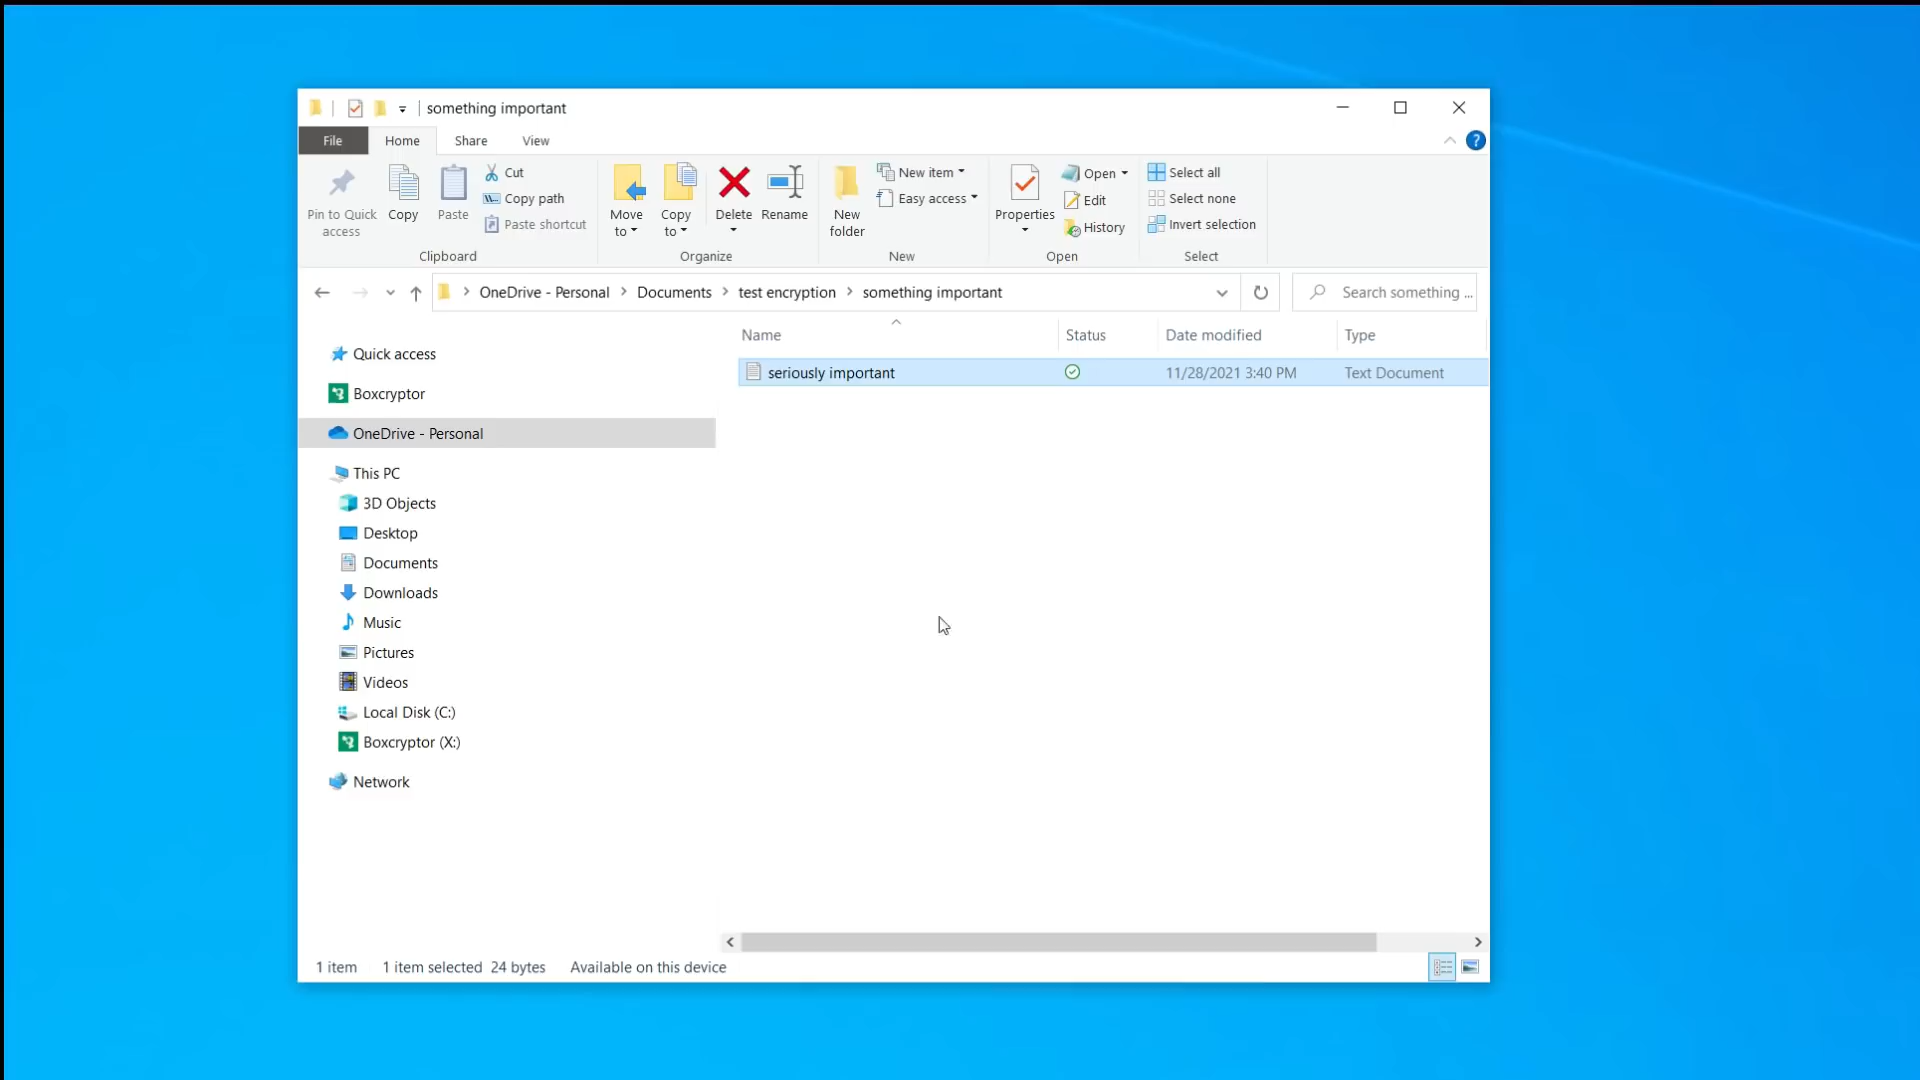 something important
File Home Share View
?
Pin to Quick access
Copy
Paste
Cut
Copy path
Paste shortcut
Clipboard
Move to
Copy to
Delete
Rename
Organize
New folder
New item
Easy access
New
Properties
Open
Edit
History
Open
Select all
Select none
Invert selection
Select
OneDrive - Personal > Documents > test encryption > something important
Search something ...
Name Status Date modified Type
seriously important 11/28/2021 3:40 PM Text Document
Quick access
Boxcryptor
OneDrive - Personal
This PC
3D Objects
Desktop
Documents
Downloads
Music
Pictures
Videos
Local Disk (C:)
Boxcryptor (X:)
Network
1 item 1 item selected 24 bytes Available on this device